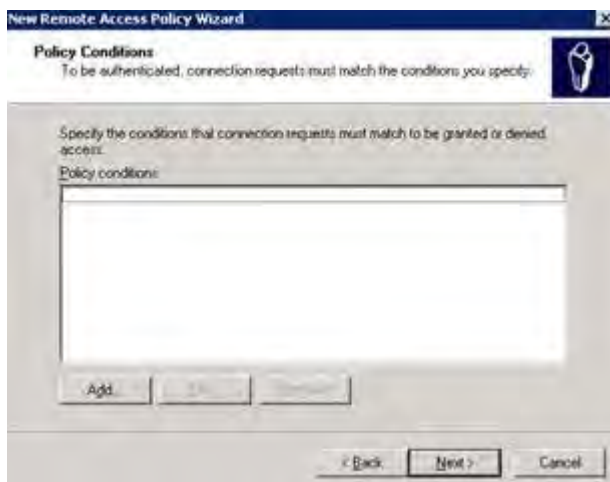 New Remote Access Policy Wizard
Policy Conditions
To be authenticated, connection requests must match the conditions you specify.
Specify the conditions that connection requests must match to be granted or denied
access.
Policy conditions:
Add...
< Back
Next >
Cancel